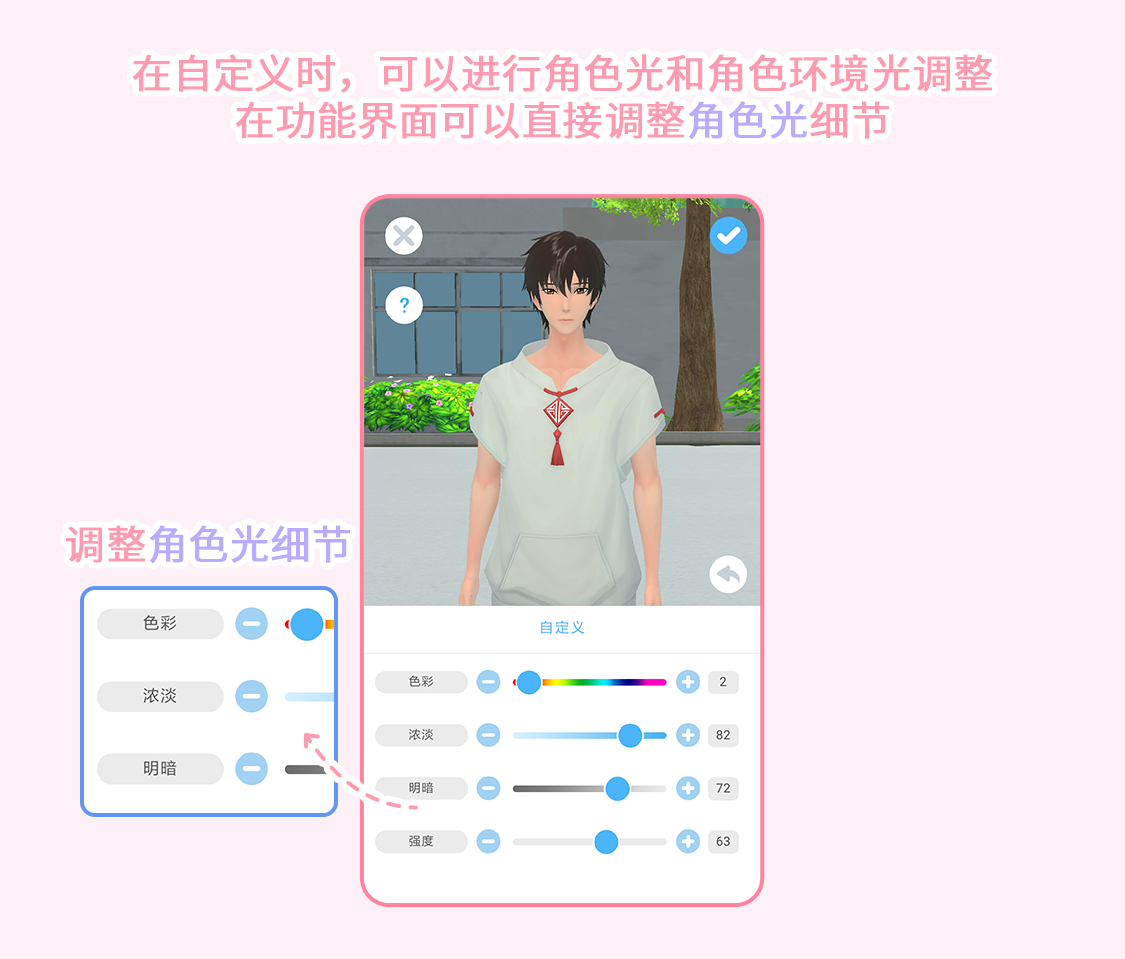 在自定义时，可以进行角色光和角色环境光调整
在功能界面可以直接调整角色光细节
?
调整角色光细节
色彩
浓淡
明暗
自定义
色彩 2
浓淡 82
明暗 72
强度 63